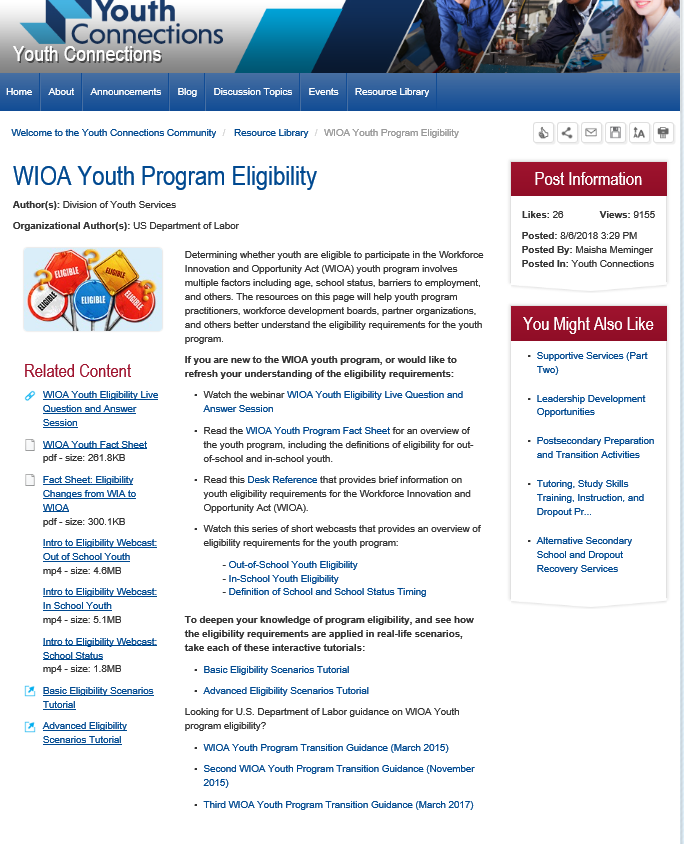 Youth
Connections
Youth Connections
Home
About
Announcements
Blog
Discussion Topics
Events
Resource Library
Welcome to the Youth Connections Community / Resource Library / WIOA Youth Program Eligibility
WIOA Youth Program Eligibility
Author(s): Division of Youth Services
Organizational Author(s): US Department of Labor
ELIGIBLE
ELIGIBLE
ELIGIBLE
ELIGIBLE
ELIGIBLE
Related Content
WIOA Youth Eligibility Live
Question and Answer
Session
WIOA Youth Fact Sheet
pdf - size: 261.8KB
Fact Sheet: Eligibility
Changes from WIA to
WIOA
pdf - size: 300.1KB
Intro to Eligibility Webcast:
Out of School Youth
mp4 - size: 4.6MB
Intro to Eligibility Webcast:
In School Youth
mp4 - size: 5.1MB
Intro to Eligibility Webcast:
School Status
mp4 - size: 1.8MB
Basic Eligibility Scenarios
Tutorial
Advanced Eligibility
Scenarios Tutorial
Determining whether youth are eligible to participate in the Workforce
Innovation and Opportunity Act (WIOA) youth program involves
multiple factors including age, school status, barriers to employment,
and others. The resources on this page will help youth program
practitioners, workforce development boards, partner organizations,
and others better understand the eligibility requirements for the youth
program.
If you are new to the WIOA youth program, or would like to
refresh your understanding of the eligibility requirements:
• Watch the webinar WIOA Youth Eligibility Live Question and
Answer Session
• Read the WIOA Youth Program Fact Sheet for an overview of
the youth program, including the definitions of eligibility for out-
of-school and in-school youth.
• Read this Desk Reference that provides brief information on
youth eligibility requirements for the Workforce Innovation and
Opportunity Act (WIOA).
• Watch this series of short webcasts that provides an overview of
eligibility requirements for the youth program:
- Out-of-School Youth Eligibility
- In-School Youth Eligibility
- Definition of School and School Status Timing
To deepen your knowledge of program eligibility, and see how
the eligibility requirements are applied in real-life scenarios,
take each of these interactive tutorials:
• Basic Eligibility Scenarios Tutorial
• Advanced Eligibility Scenarios Tutorial
Looking for U.S. Department of Labor guidance on WIOA Youth
program eligibility?
• WIOA Youth Program Transition Guidance (March 2015)
• Second WIOA Youth Program Transition Guidance (November
2015)
• Third WIOA Youth Program Transition Guidance (March 2017)
Post Information
Likes: 26 Views: 9155
Posted: 8/6/2018 3:29 PM
Posted By: Maisha Meminger
Posted In: Youth Connections
You Might Also Like
• Supportive Services (Part
Two)
• Leadership Development
Opportunities
• Postsecondary Preparation
and Transition Activities
• Tutoring, Study Skills
Training, Instruction, and
Dropout Pr...
• Alternative Secondary
School and Dropout
Recovery Services